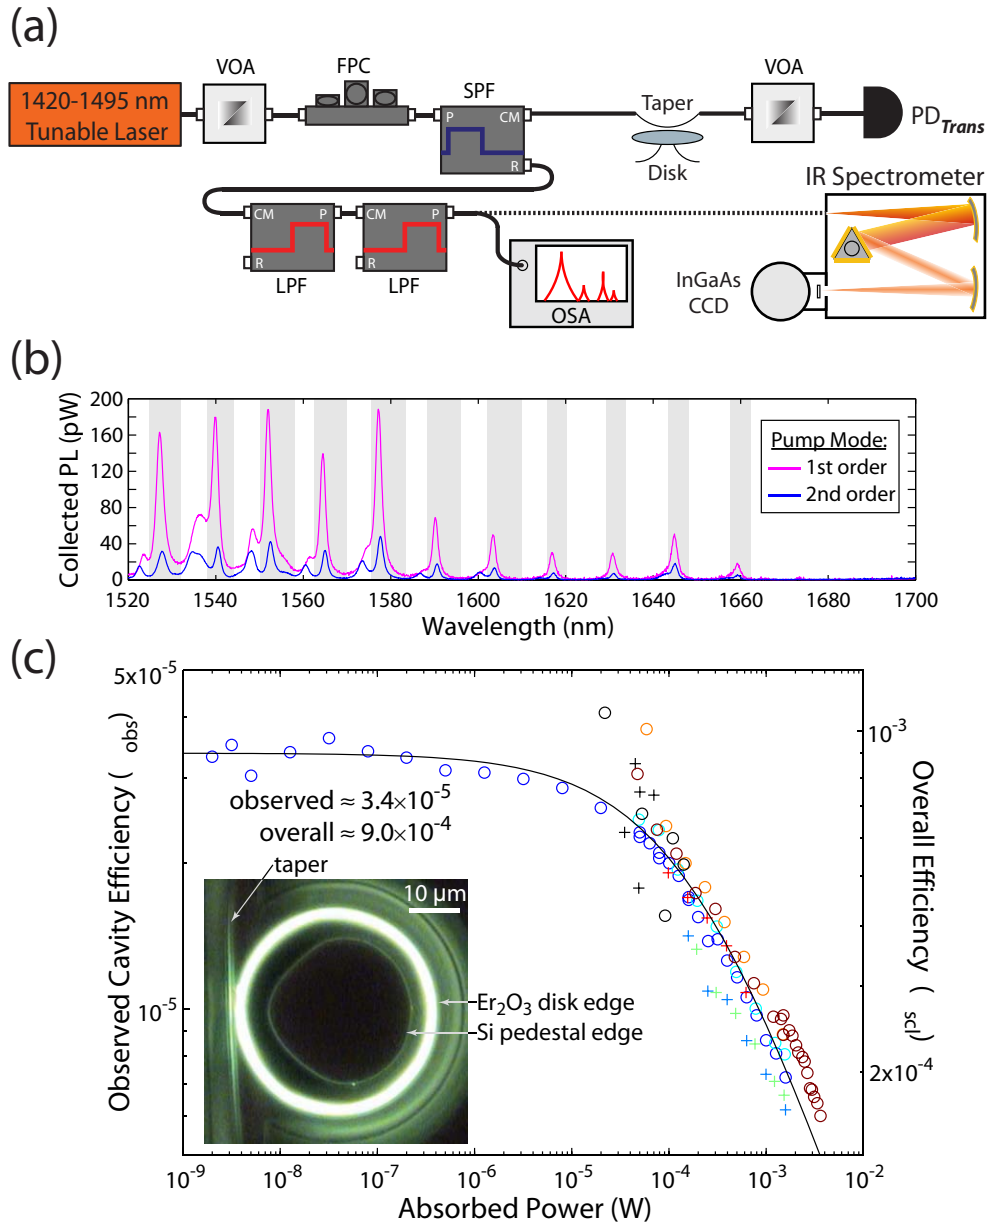 (a)
VOA
FPC
SPF
VOA
1420-1495 nm
Tunable Laser
P
CM
R
Taper
Disk
PD Trans
IR Spectrometer
CM
P
R
CM
P
R
LPF
LPF
OSA
InGaAs
CCD
(b)
Collected PL (pW)
200
160
120
80
40
0
1520
1540
1560
1580
1600
1620
1640
1660
1680
1700
Wavelength (nm)
Pump Mode:
1st order
2nd order
(c)
Observed Cavity Efficiency ( obs)
5x10⁻⁵
10⁻⁵
observed ≈ 3.4×10⁻⁵
overall ≈ 9.0×10⁻⁴
taper
10 µm
Er₂O₃ disk edge
Si pedestal edge
10⁻³
2x10⁻⁴
Overall Efficiency ( scl)
10⁻⁹
10⁻⁸
10⁻⁷
10⁻⁶
10⁻⁵
10⁻⁴
10⁻³
10⁻²
Absorbed Power (W)